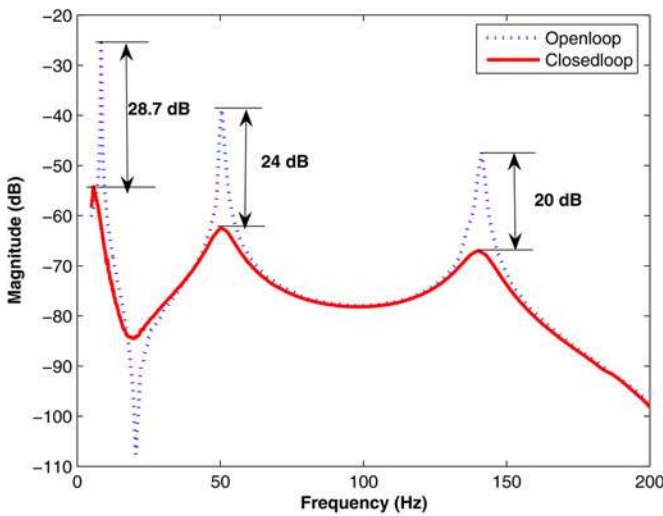 −20
−30
−40
−50
−60
−70
−80
−90
−100
−110
Magnitude (dB)
0
50
100
150
200
Frequency (Hz)
Openloop
Closedloop
28.7 dB
24 dB
20 dB